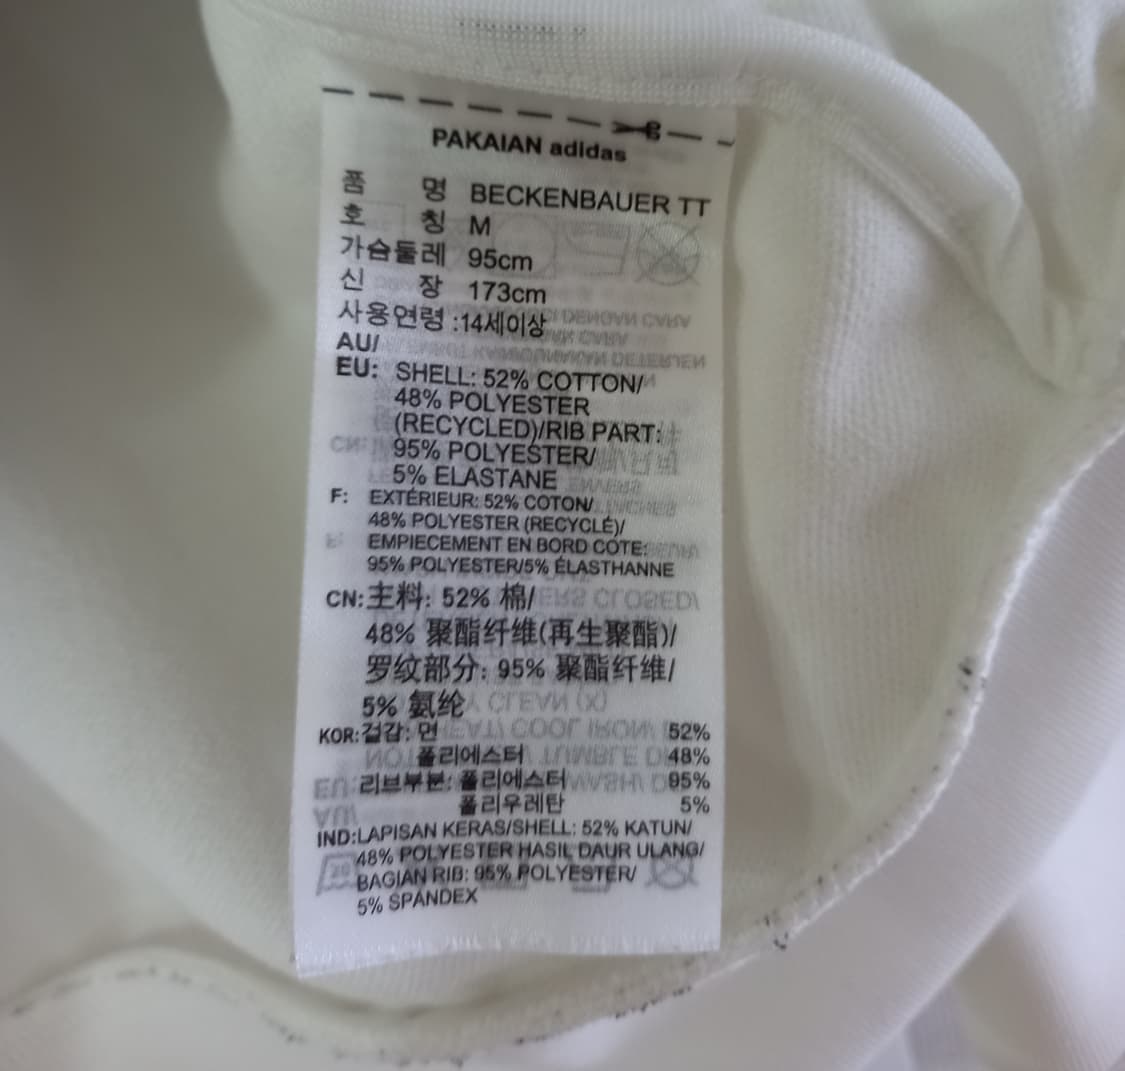 PAKAIAN adidas
품 명 BECKENBAUER TT
호 칭 M
가슴둘레 95cm
신 장 173cm
사용연령 :14세이상
AU/
EU: SHELL: 52% COTTON/
48% POLYESTER
(RECYCLED)/RIB PART:
95% POLYESTER/
5% ELASTANE
F: EXTÉRIEUR: 52% COTON/
48% POLYESTER (RECYCLÉ)/
EMPIECEMENT EN BORD COTE:
95% POLYESTER/5% ÉLASTHANNE
CN:主料: 52% 棉/
48% 聚酯纤维(再生聚酯)/
罗纹部分: 95% 聚酯纤维/
5% 氨纶
KOR:겉감: 면 52%
폴리에스터 48%
리브부분: 폴리에스터 95%
폴리우레탄 5%
IND:LAPISAN KERAS/SHELL: 52% KATUN/
48% POLYESTER HASIL DAUR ULANG/
BAGIAN RIB: 95% POLYESTER/
5% SPANDEX